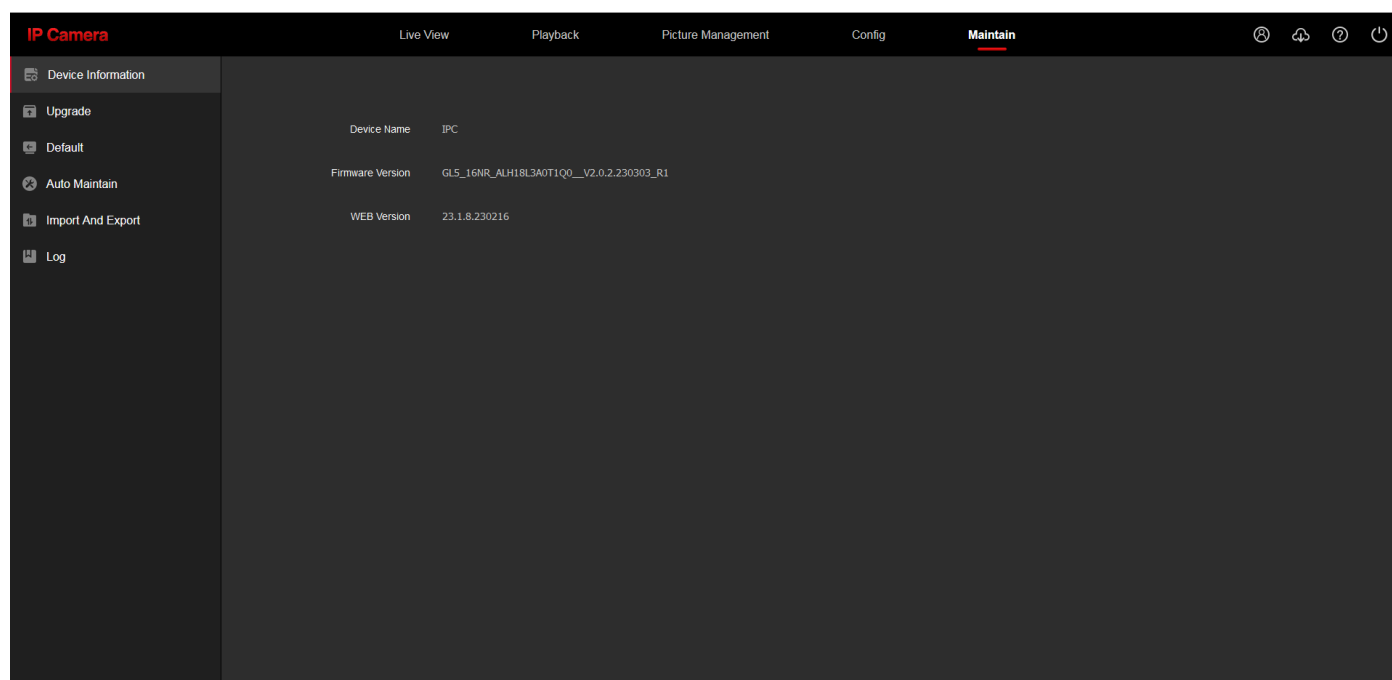 IP Camera
Live View
Playback
Picture Management
Config
Maintain
Device Information
Upgrade
Default
Auto Maintain
Import And Export
Log
Device Name IPC
Firmware Version GL5_16NR_ALH18L3A0T1Q0__V2.0.2.230303_R1
WEB Version 23.1.8.230216